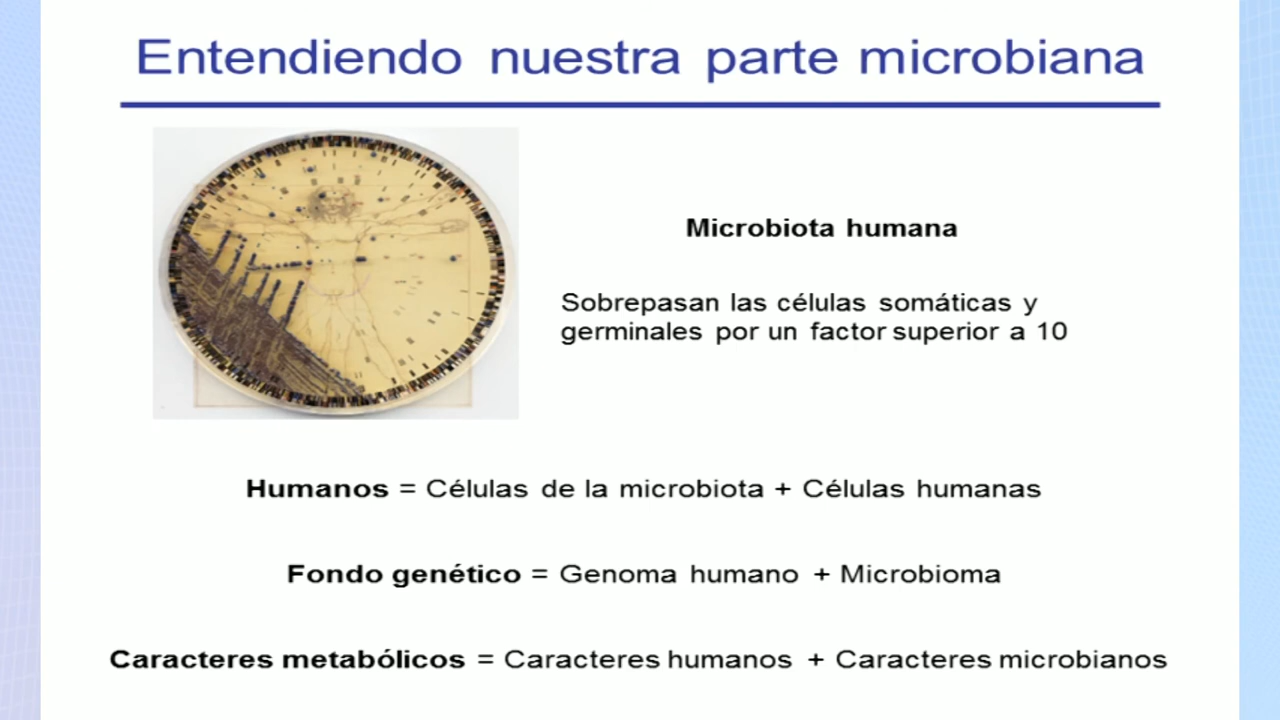 Entendiendo nuestra parte microbiana
Microbiota humana
Sobrepasan las células somáticas y
germinales por un factor superior a 10
Humanos = Células de la microbiota + Células humanas
Fondo genético = Genoma humano + Microbioma
Caracteres metabólicos = Caracteres humanos + Caracteres microbianos